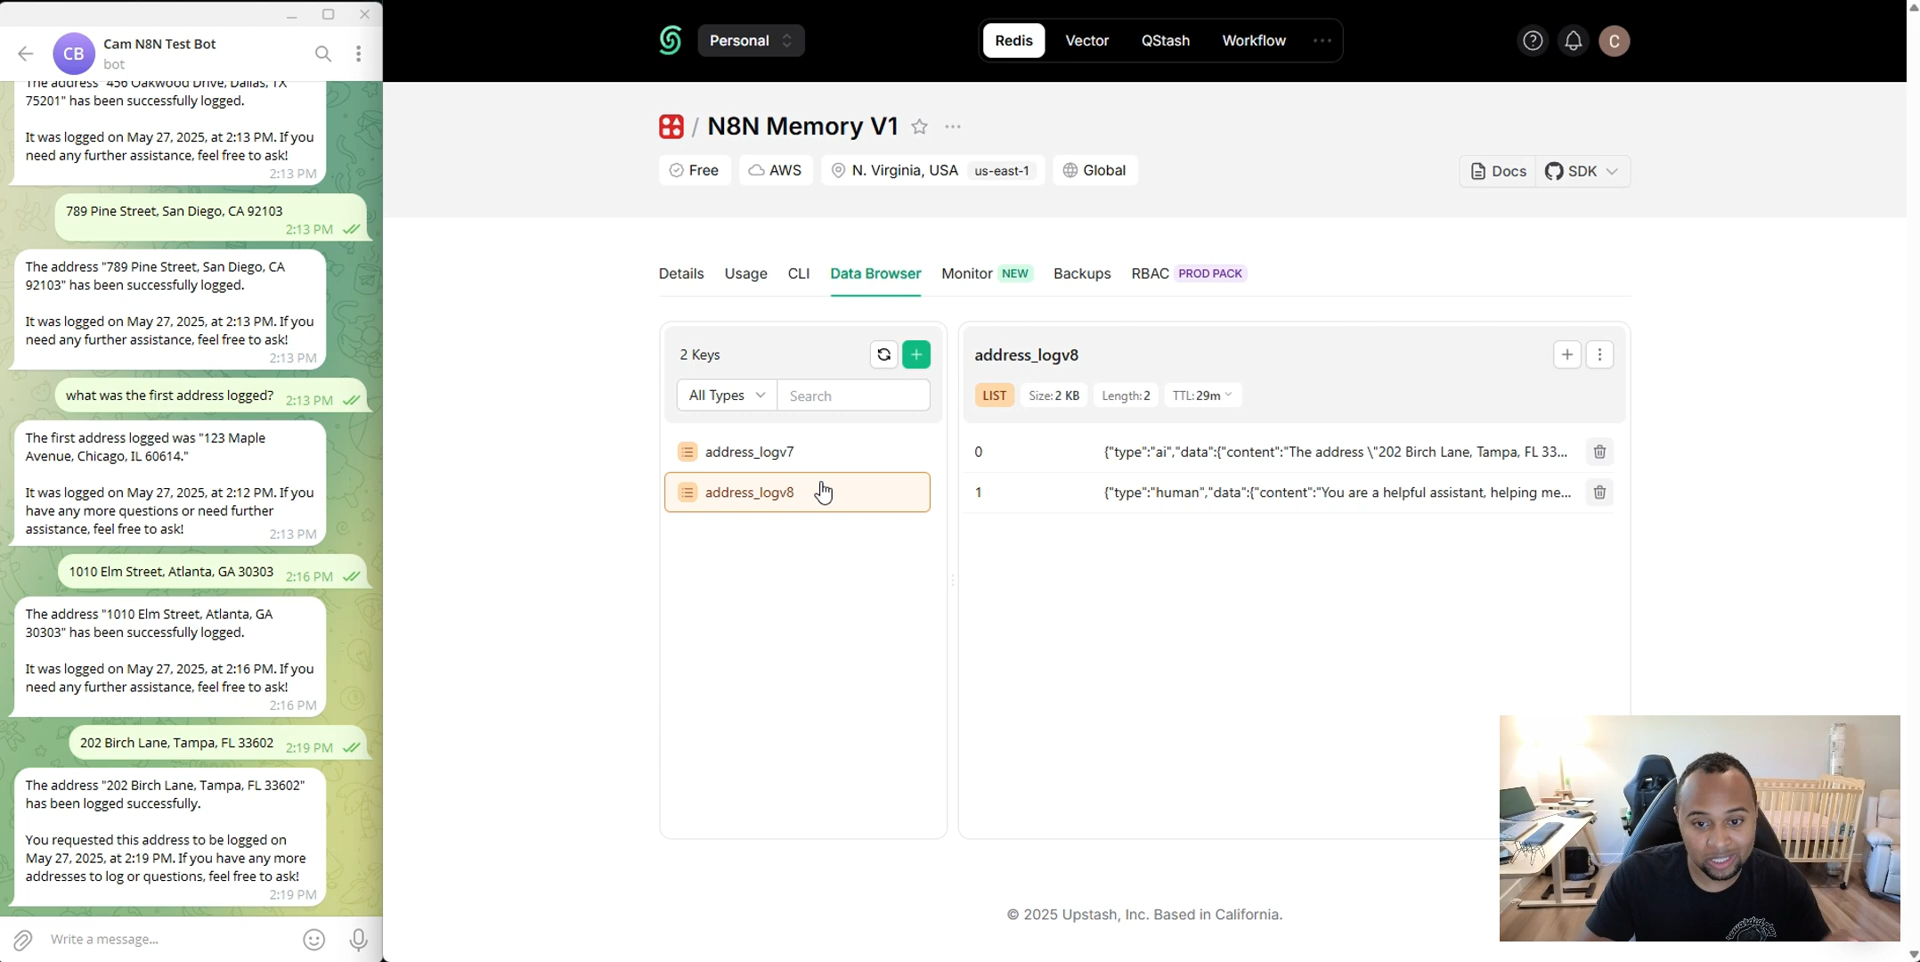 CB
Cam N8N Test Bot
bot
The address "456 Oakwood Drive, Dallas, TX
75201" has been successfully logged.
It was logged on May 27, 2025, at 2:13 PM. If you
need any further assistance, feel free to ask!
2:13 PM
789 Pine Street, San Diego, CA 92103
2:13 PM
The address "789 Pine Street, San Diego, CA
92103" has been successfully logged.
It was logged on May 27, 2025, at 2:13 PM. If you
need any further assistance, feel free to ask!
2:13 PM
what was the first address logged?
2:13 PM
The first address logged was "123 Maple
Avenue, Chicago, IL 60614."
It was logged on May 27, 2025, at 2:12 PM. If you
have any more questions or need further
assistance, feel free to ask!
2:13 PM
1010 Elm Street, Atlanta, GA 30303
2:16 PM
The address "1010 Elm Street, Atlanta, GA
30303" has been successfully logged.
It was logged on May 27, 2025, at 2:16 PM. If you
need any further assistance, feel free to ask!
2:16 PM
202 Birch Lane, Tampa, FL 33602
2:19 PM
The address "202 Birch Lane, Tampa, FL 33602"
has been logged successfully.
You requested this address to be logged on
May 27, 2025, at 2:19 PM. If you have any more
addresses to log or questions, feel free to ask!
2:19 PM
Write a message...
Personal
Redis
Vector
QStash
Workflow
C
/ N8N Memory V1
Free
AWS
N. Virginia, USA us-east-1
Global
Docs
SDK
Details
Usage
CLI
Data Browser
Monitor NEW
Backups
RBAC PROD PACK
2 Keys
All Types
Search
address_logv7
address_logv8
address_logv8
LIST
Size: 2 KB
Length: 2
TTL: 29m
0 {"type":"ai","data":{"content":"The address \"202 Birch Lane, Tampa, FL 33...
1 {"type":"human","data":{"content":"You are a helpful assistant, helping me...
© 2025 Upstash, Inc. Based in California.